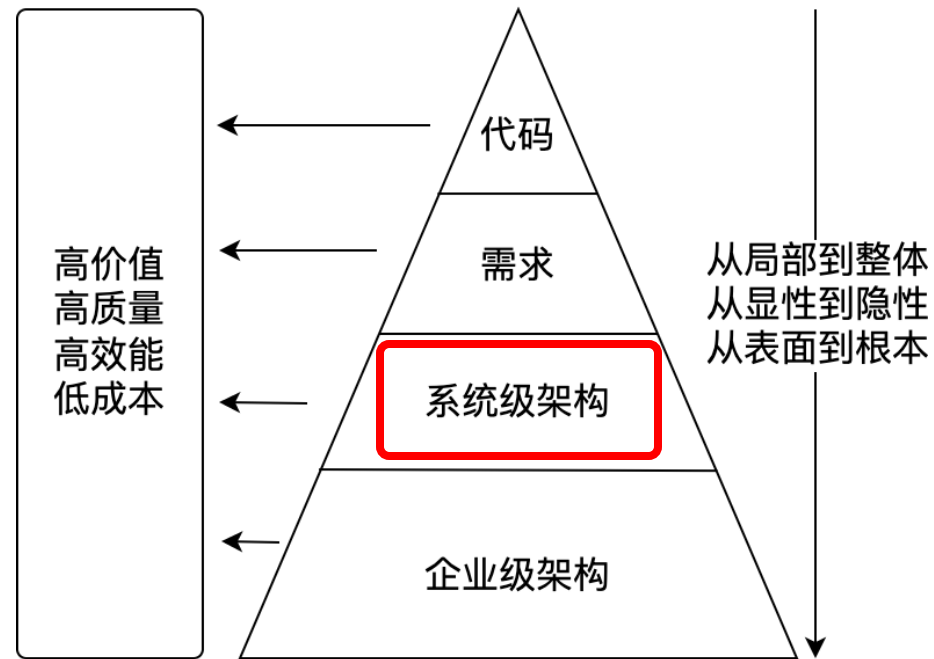 高价值
高质量
高效能
低成本
代码
需求
系统级架构
企业级架构
从局部到整体
从显性到隐性
从表面到根本